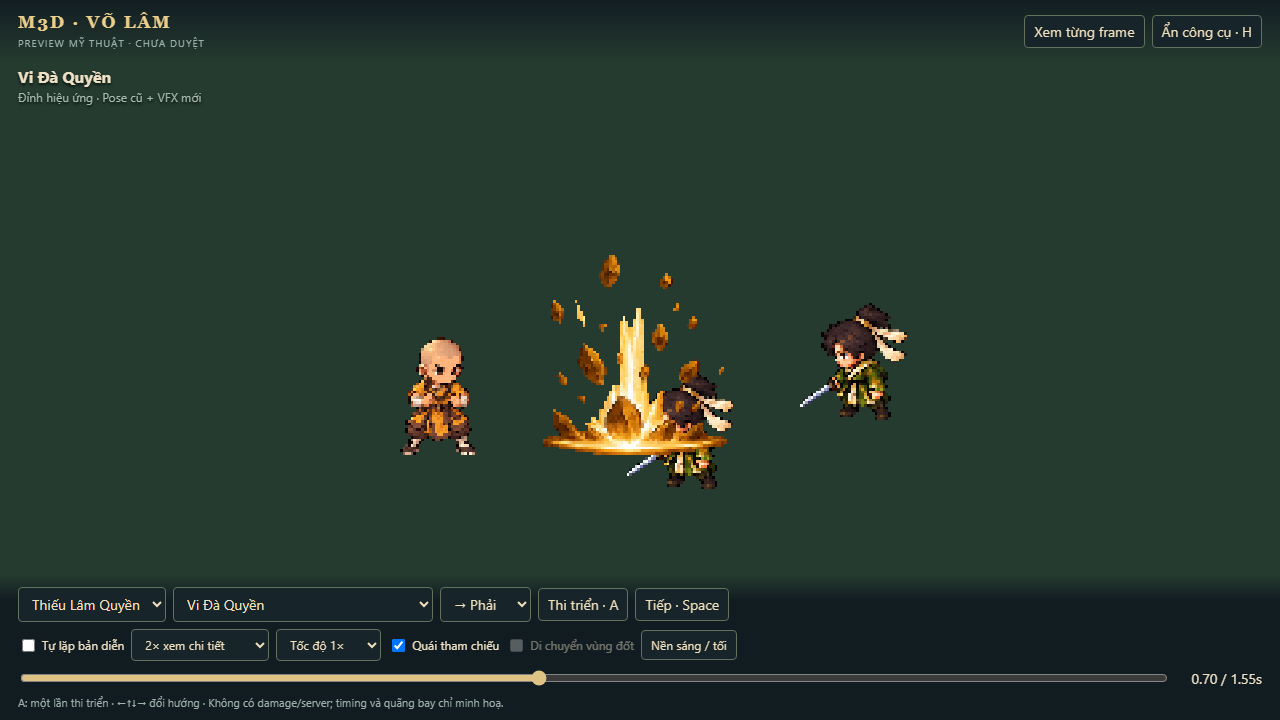 M3D · VÕ LÂM
PREVIEW MỸ THUẬT · CHƯA DUYỆT
Xem từng frame
Ẩn công cụ · H
Vi Đà Quyền
Đỉnh hiệu ứng · Pose cũ + VFX mới
Thiếu Lâm Quyền
Vi Đà Quyền
→ Phải
Thi triển · A
Tiếp · Space
Tự lặp bản diễn
2× xem chi tiết
Tốc độ 1×
Quái tham chiếu
Di chuyển vùng đốt
Nền sáng / tối
0.70 / 1.55s
A: một lần thi triển · ←↑↓→ đổi hướng · Không có damage/server; timing và quãng bay chỉ minh hoạ.